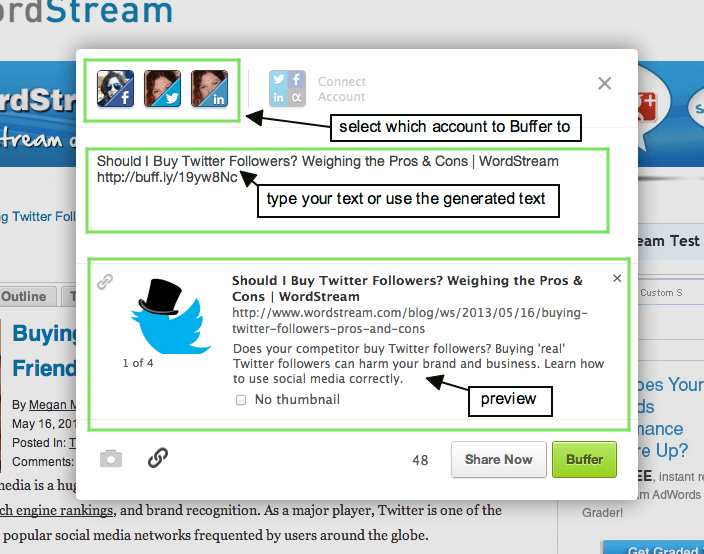 ordStream
Connect
Account
select which account to Buffer to
ordStr
tream
Should I Buy Twitter Followers? Weighing the Pros & Cons | WordStream
http://buff.ly/19yw8Nc
type your text or use the generated text
ng Twitter Foll
eam Test
Custom S
Outline
T
Should I Buy Twitter Followers? Weighing the Pros &
Cons | WordStream
http://www.wordstream.com/blog/ws/2013/05/16/buying-
twitter-followers-pros-and-cons
Does your competitor buy Twitter followers? Buying 'real'
Twitter followers can harm your brand and business. Learn how
to use social media correctly.
1 of 4
No thumbnail
preview
Buying
Friend
By Megan M
May 16, 201
Posted In: T
Comments:
oes Your
ds
mance
re Up?
EE, instant r
am AdWords
Grader!
Get Graded
48
Share Now
Buffer
media is a hug
ch engine rankings, and brand recognition. As a major player, Twitter is one of the
popular social media networks frequented by users around the globe.